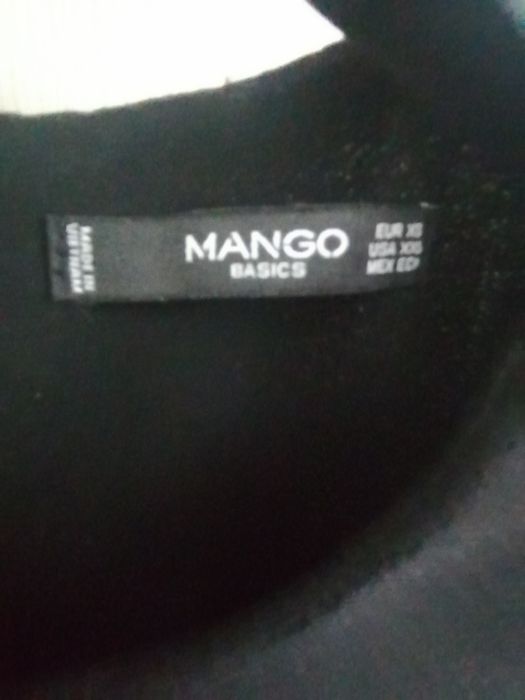 MADE IN
VIETNAM
MANGO
BASICS
EUR XS
USA XXS
MEX ECH